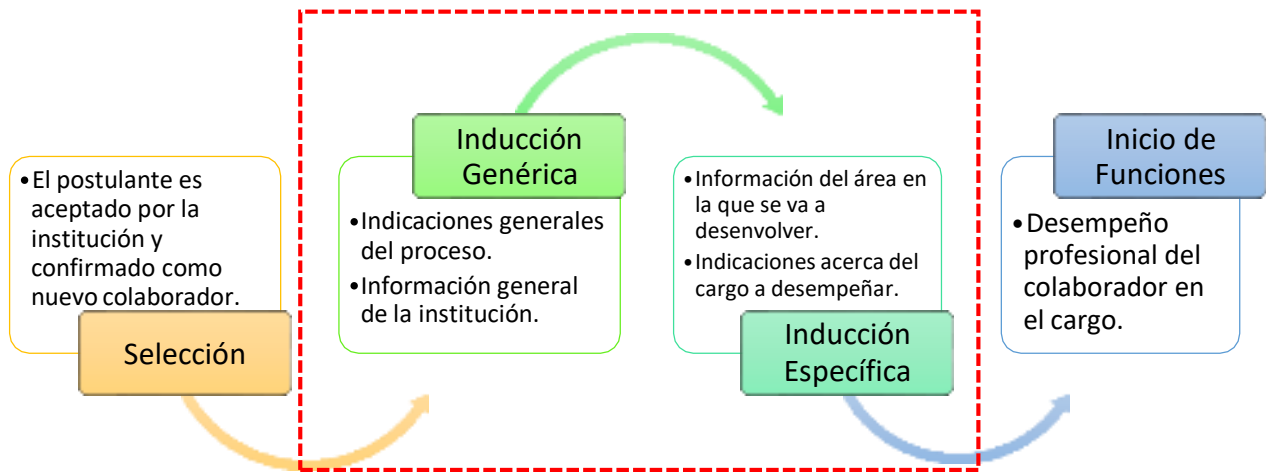 •El postulante es
aceptado por la
institución y
confirmado como
nuevo colaborador.
Selección
Inducción
Genérica
•Indicaciones generales
del proceso.
•Información general
de la institución.
•Información del área en
la que se va a
desenvolver.
•Indicaciones acerca del
cargo a desempeñar.
Inducción
Específica
Inicio de
Funciones
•Desempeño
profesional del
colaborador en
el cargo.